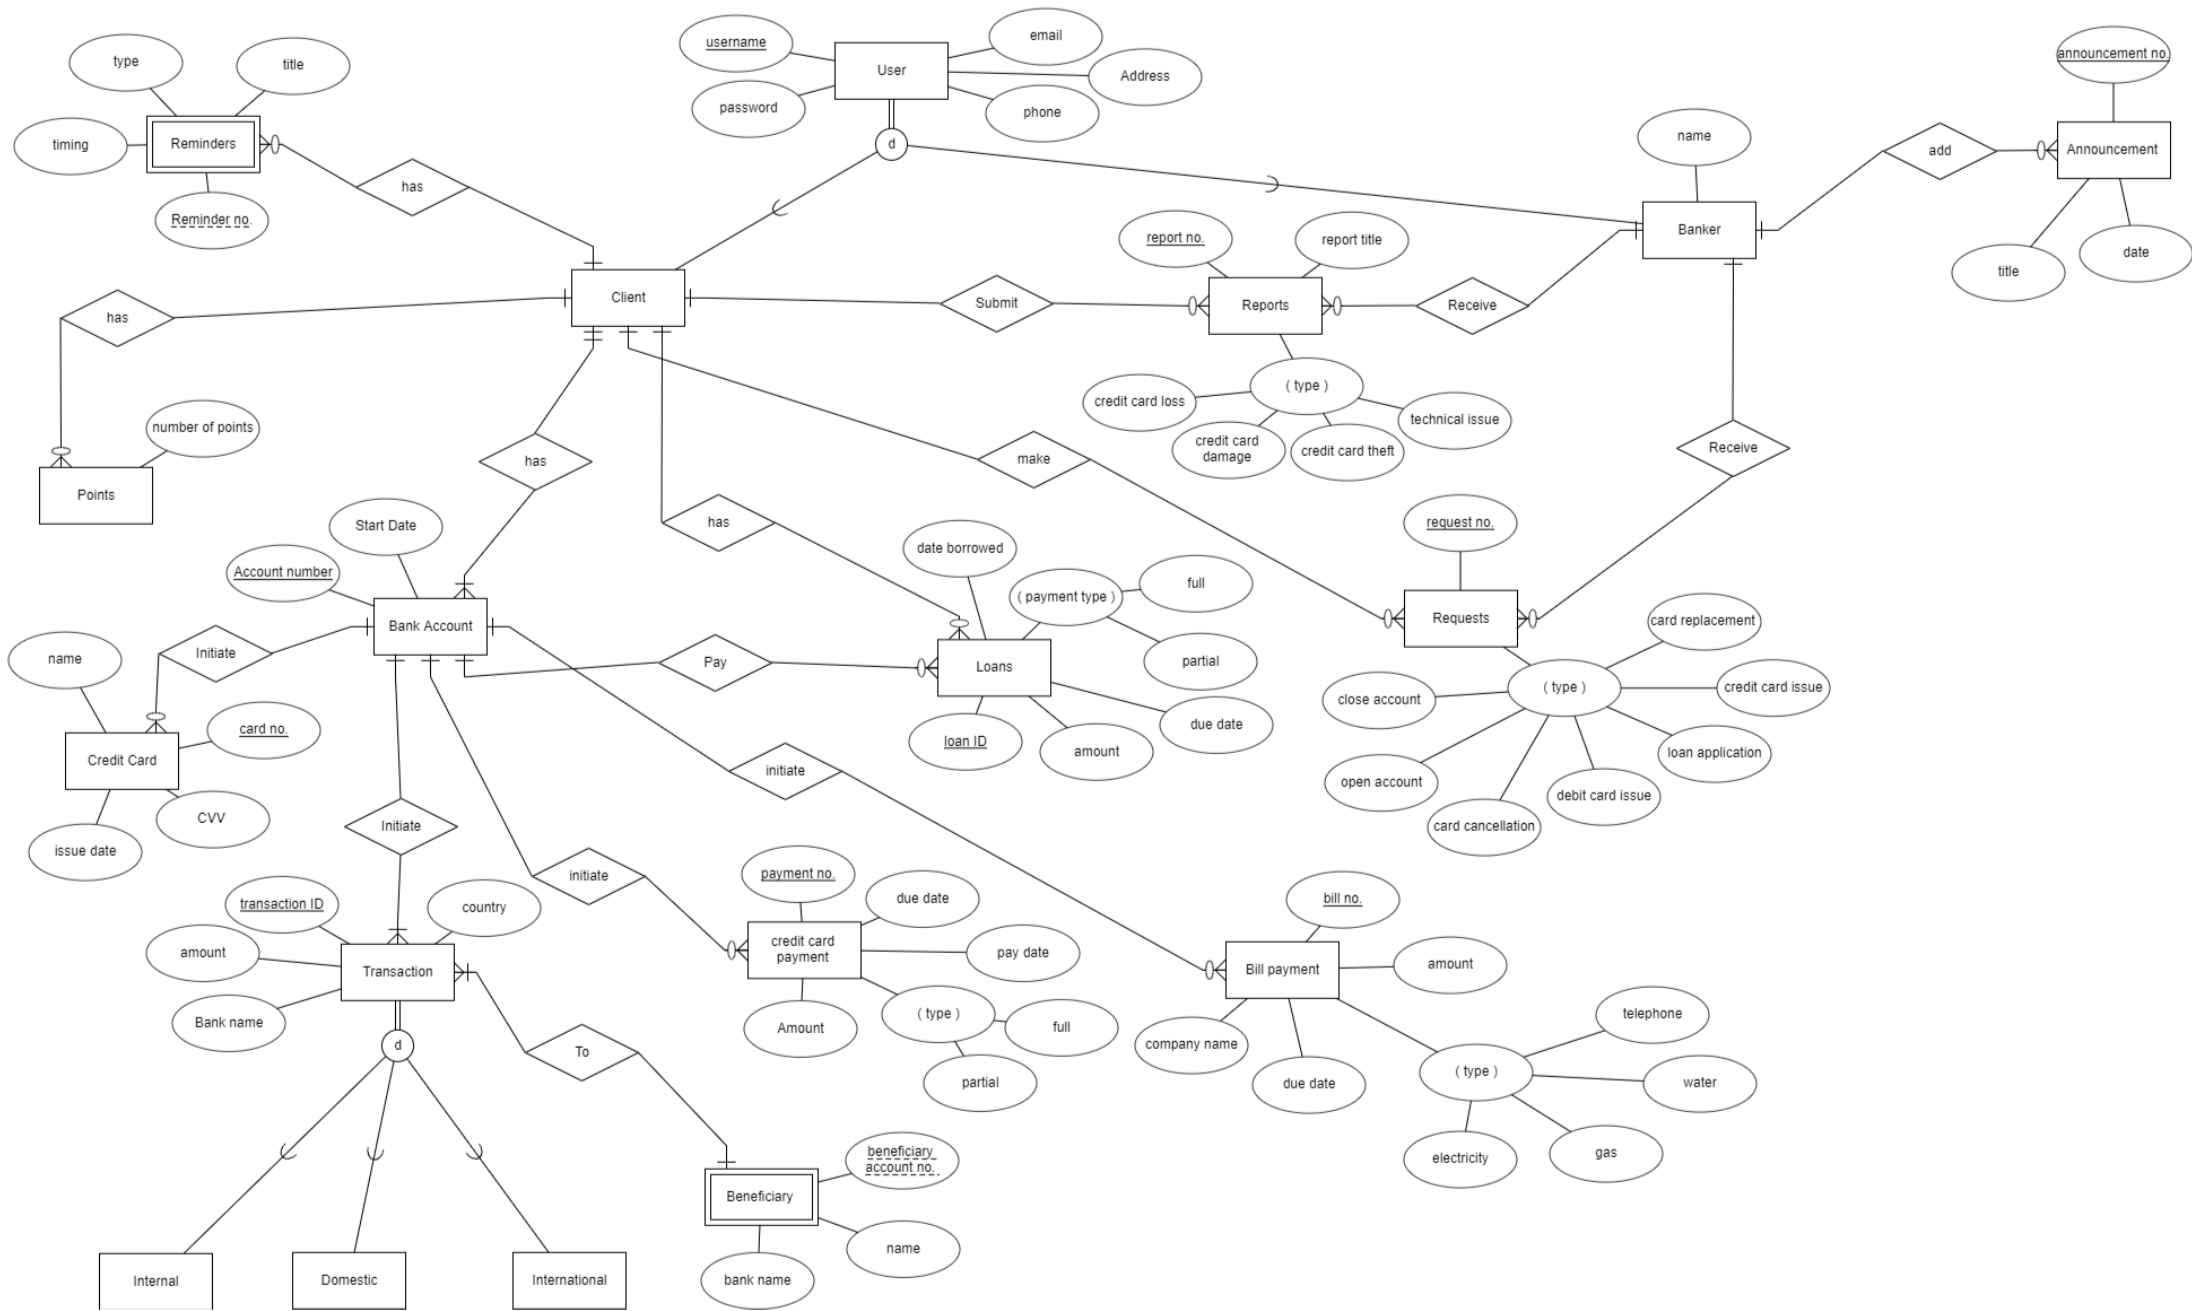 username
User
email
Address
password
phone
d
type
title
timing
Reminders
Reminder no.
has
announcement no.
name
add
Announcement
Banker
title
date
report no.
report title
Client
Submit
Reports
Receive
has
( type )
credit card loss
technical issue
credit card
damage
credit card theft
number of points
Points
has
make
Receive
Start Date
Account number
has
date borrowed
request no.
( payment type )
full
Bank Account
Requests
card replacement
name
Initiate
Pay
Loans
partial
close account
( type )
credit card issue
card no.
loan ID
amount
due date
loan application
Credit Card
initiate
open account
debit card issue
CVV
Initiate
card cancellation
issue date
initiate
payment no.
due date
bill no.
transaction ID
country
amount
credit card
payment
pay date
Transaction
Bill payment
amount
Bank name
Amount
( type )
full
telephone
d
To
company name
partial
due date
( type )
water
beneficiary
account no.
electricity
gas
Beneficiary
name
bank name
Internal
Domestic
International